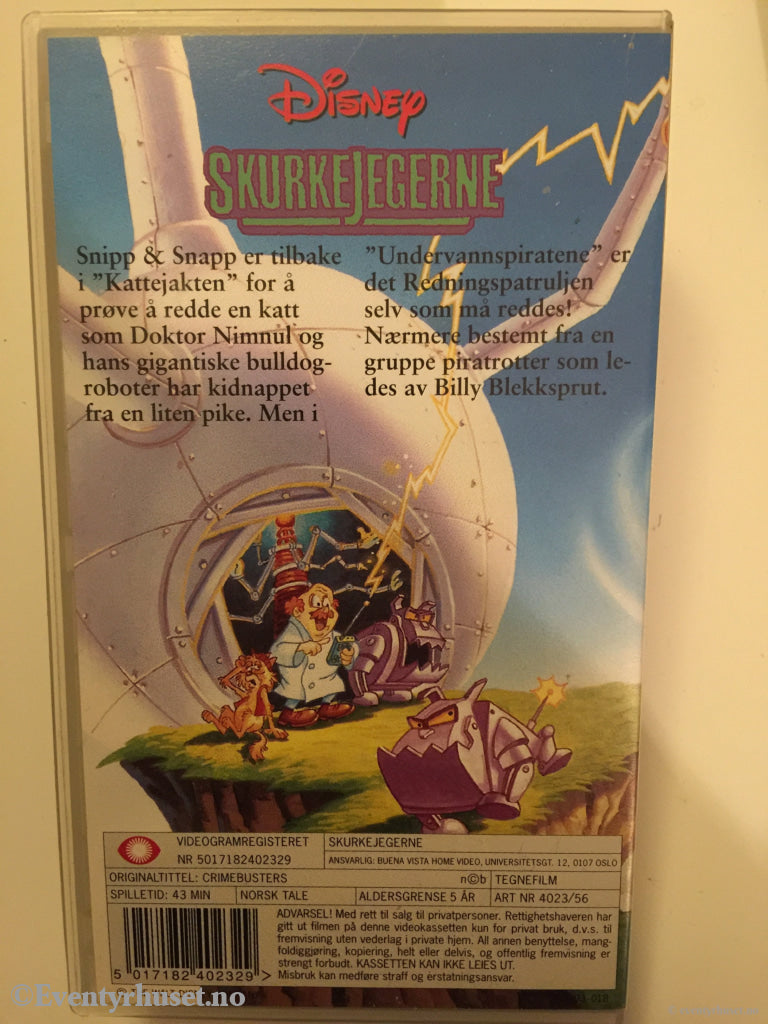 Disney
SKURKEJEGERNE
Snipp & Snapp er tilbake
i ”Kattejakten” for å
prøve å redde en katt
som Doktor Nimnul og
hans gigantiske bulldog-
roboter har kidnappet
fra en liten pike. Men i
”Undervannspiratene” er
det Redningspatruljen
selv som må reddes!
Nærmere bestemt fra en
gruppe piratrotter som le-
des av Billy Blekksprut.
VIDEOGRAMREGISTERET
NR 5017182402329
SKURKEJEGERNE
ANSVARLIG: BUENA VISTA HOME VIDEO, UNIVERSITETSGT. 12, 0107 OSLO
ORIGINALTITTEL: CRIMEBUSTERS
n©b TEGNEFILM
SPILLETID: 43 MIN NORSK TALE ALDERSGRENSE 5 ÅR ART NR 4023/56
ADVARSEL! Med rett til salg til privatpersoner. Rettighetshaveren har
gitt ut filmen på denne videokassetten kun for privat bruk, d.v.s. til
fremvisning uten vederlag i private hjem. All annen benyttelse, mang-
foldiggjøring, kopiering, helt eller delvis, og offentlig fremvisning er
strengt forbudt. KASSETTEN KAN IKKE LEIES UT.
Misbruk kan medføre straff og erstatningsansvar.
5 017182 402329 >
©Eventyrhuset.no